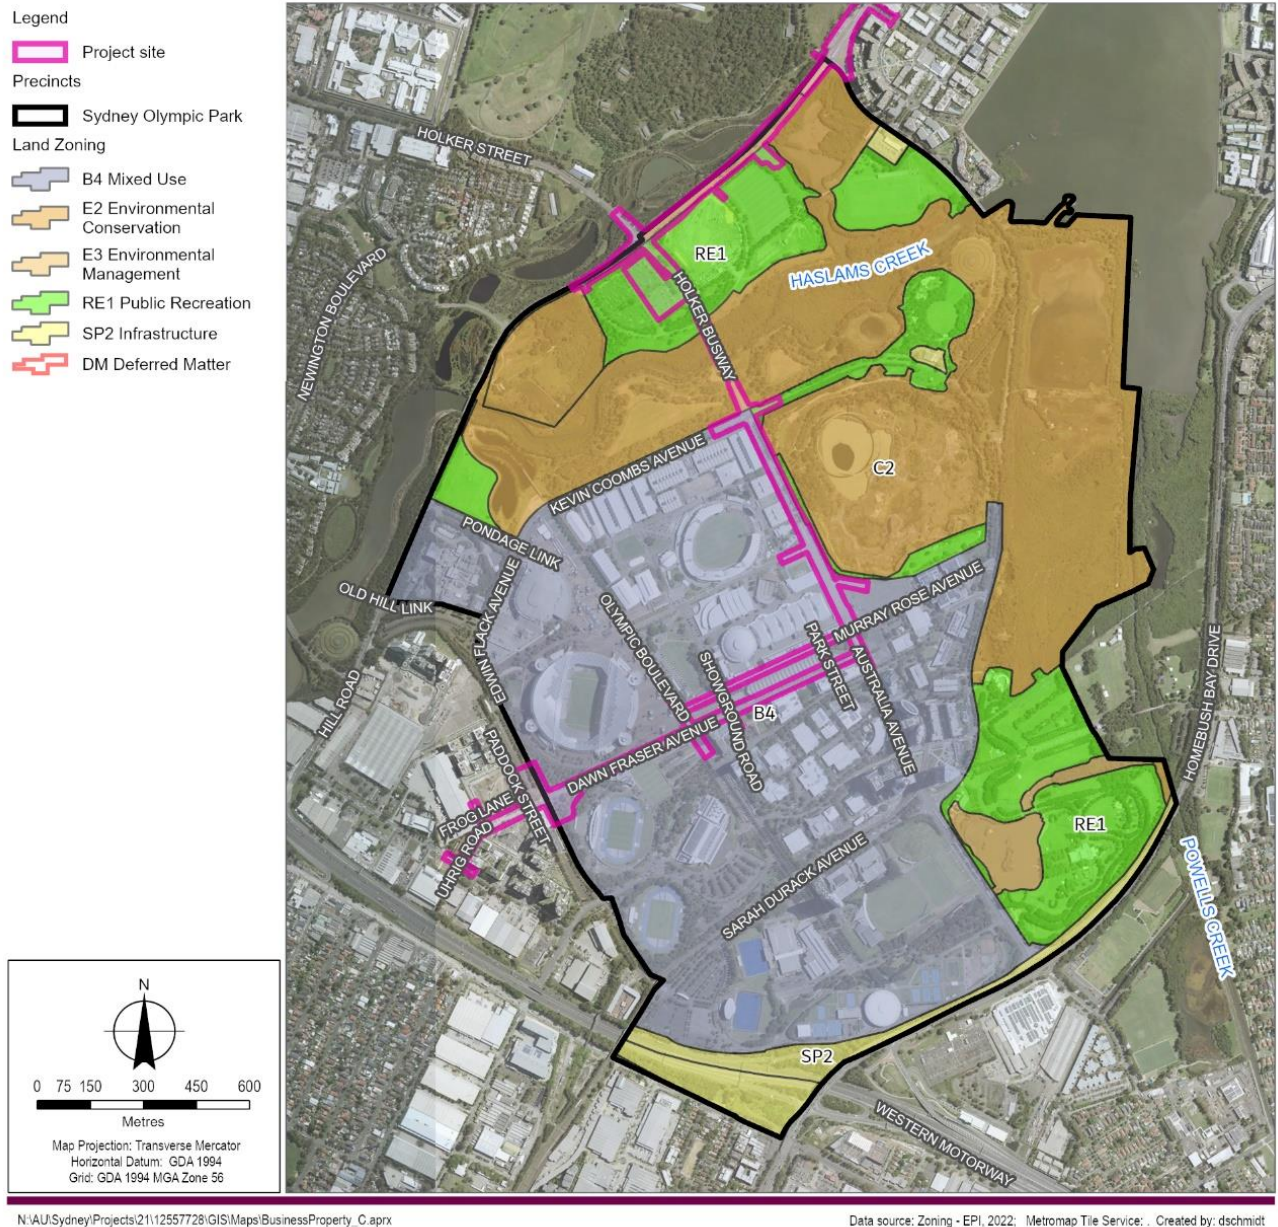 Legend
Project site
Precincts
Sydney Olympic Park
Land Zoning
B4 Mixed Use
E2 Environmental
Conservation
E3 Environmental
Management
RE1 Public Recreation
SP2 Infrastructure
DM Deferred Matter
HOLKER STREET
NEWINGTON BOULEVARD
RE1
HASLAMS CREEK
HOLKER BUSWAY
KEVIN COOMBS AVENUE
C2
PONDAGE LINK
OLD HILL LINK
EDWIN FLACK AVENUE
OLYMPIC BOULEVARD
SHOWGROUND ROAD
PARK STREET
MURRAY ROSE AVENUE
AUSTRALIA AVENUE
HILL ROAD
B4
DAWN FRASER AVENUE
PADDOCK STREET
FROG LANE
UHRIG ROAD
SARAH DURACK AVENUE
RE1
HOMEBUSH BAY DRIVE
POWELLS CREEK
SP2
WESTERN MOTORWAY
N
0 75 150 300 450 600
Metres
Map Projection: Transverse Mercator
Horizontal Datum: GDA 1994
Grid: GDA 1994 MGA Zone 56
N:\AU\Sydney\Projects\21\12557728\GIS\Maps\BusinessProperty_C.aprx
Data source: Zoning - EPI, 2022; Metromap Tile Service: . Created by: dschmidt